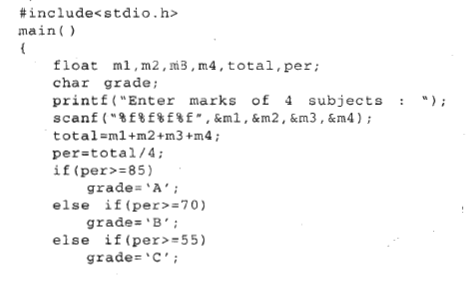 #include<stdio.h>
main()
{
float m1,m2,m3,m4,total,per;
char grade;
printf("Enter marks of 4 subjects : ");
scanf("%f%f%f%f",&m1,&m2,&m3,&m4);
total=m1+m2+m3+m4;
per=total/4;
if(per>=85)
grade='A';
else if(per>=70)
grade='B';
else if(per>=55)
grade='C';